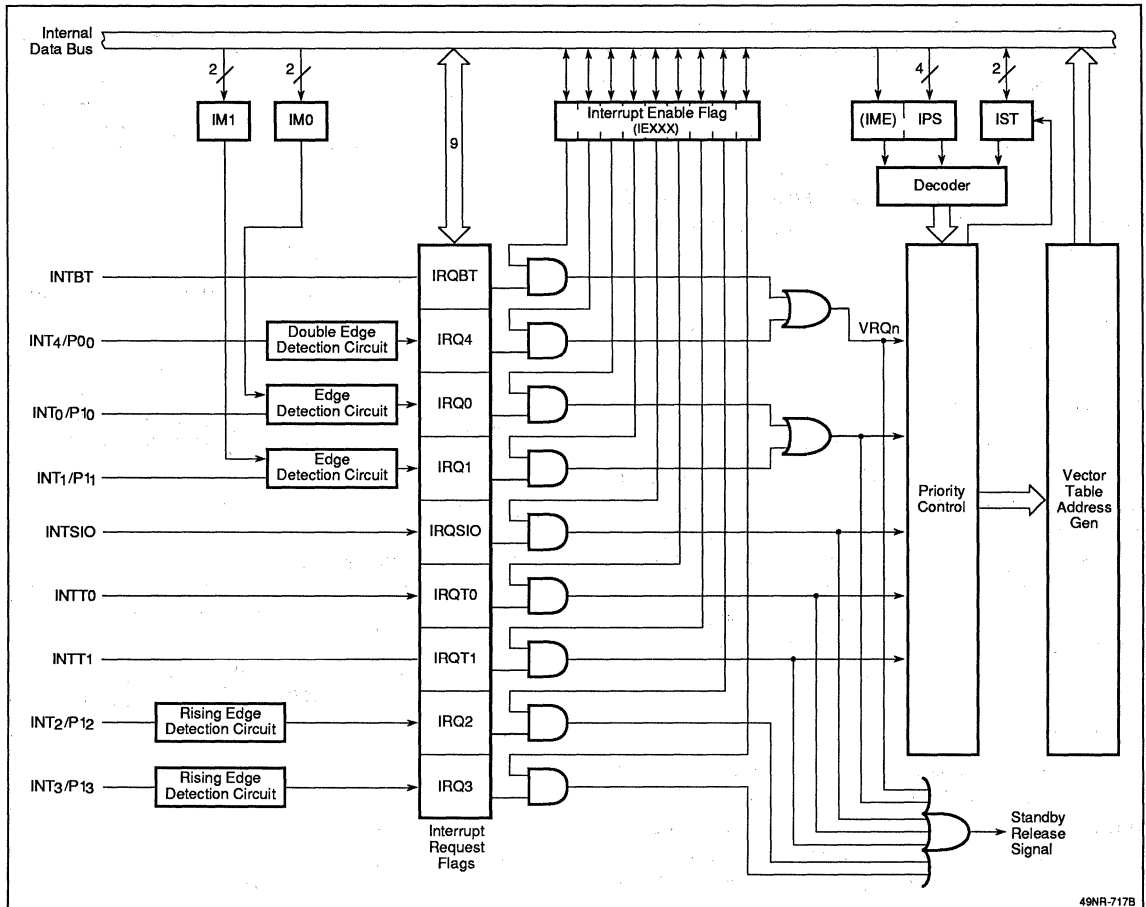 Internal
Data Bus
2
2
4
2
IM1
IM0
9
Interrupt Enable Flag
(IEXXX)
(IME)
IPS
IST
Decoder
INTBT
IRQBT
INT4/P00
Double Edge
Detection Circuit
IRQ4
VRQn
INT0/P10
Edge
Detection Circuit
IRQ0
INT1/P11
Edge
Detection Circuit
IRQ1
Priority
Control
Vector
Table
Address
Gen
INTSIO
IRQSIO
INTT0
IRQT0
INTT1
IRQT1
INT2/P12
Rising Edge
Detection Circuit
IRQ2
INT3/P13
Rising Edge
Detection Circuit
IRQ3
Interrupt
Request
Flags
Standby
Release
Signal
49NR-717B